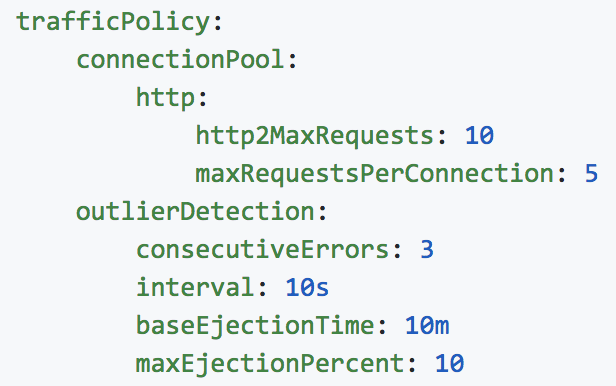 trafficPolicy:
    connectionPool:
        http:
            http2MaxRequests: 10
            maxRequestsPerConnection: 5
    outlierDetection:
        consecutiveErrors: 3
        interval: 10s
        baseEjectionTime: 10m
        maxEjectionPercent: 10